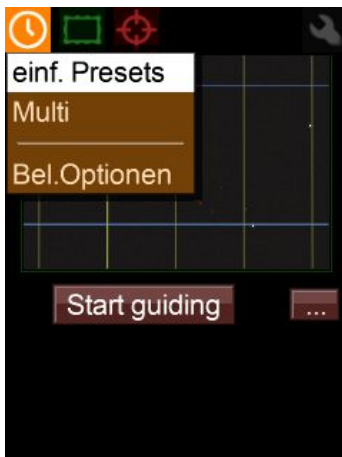 einf. Presets
Multi
Bel.Optionen
Start guiding
...